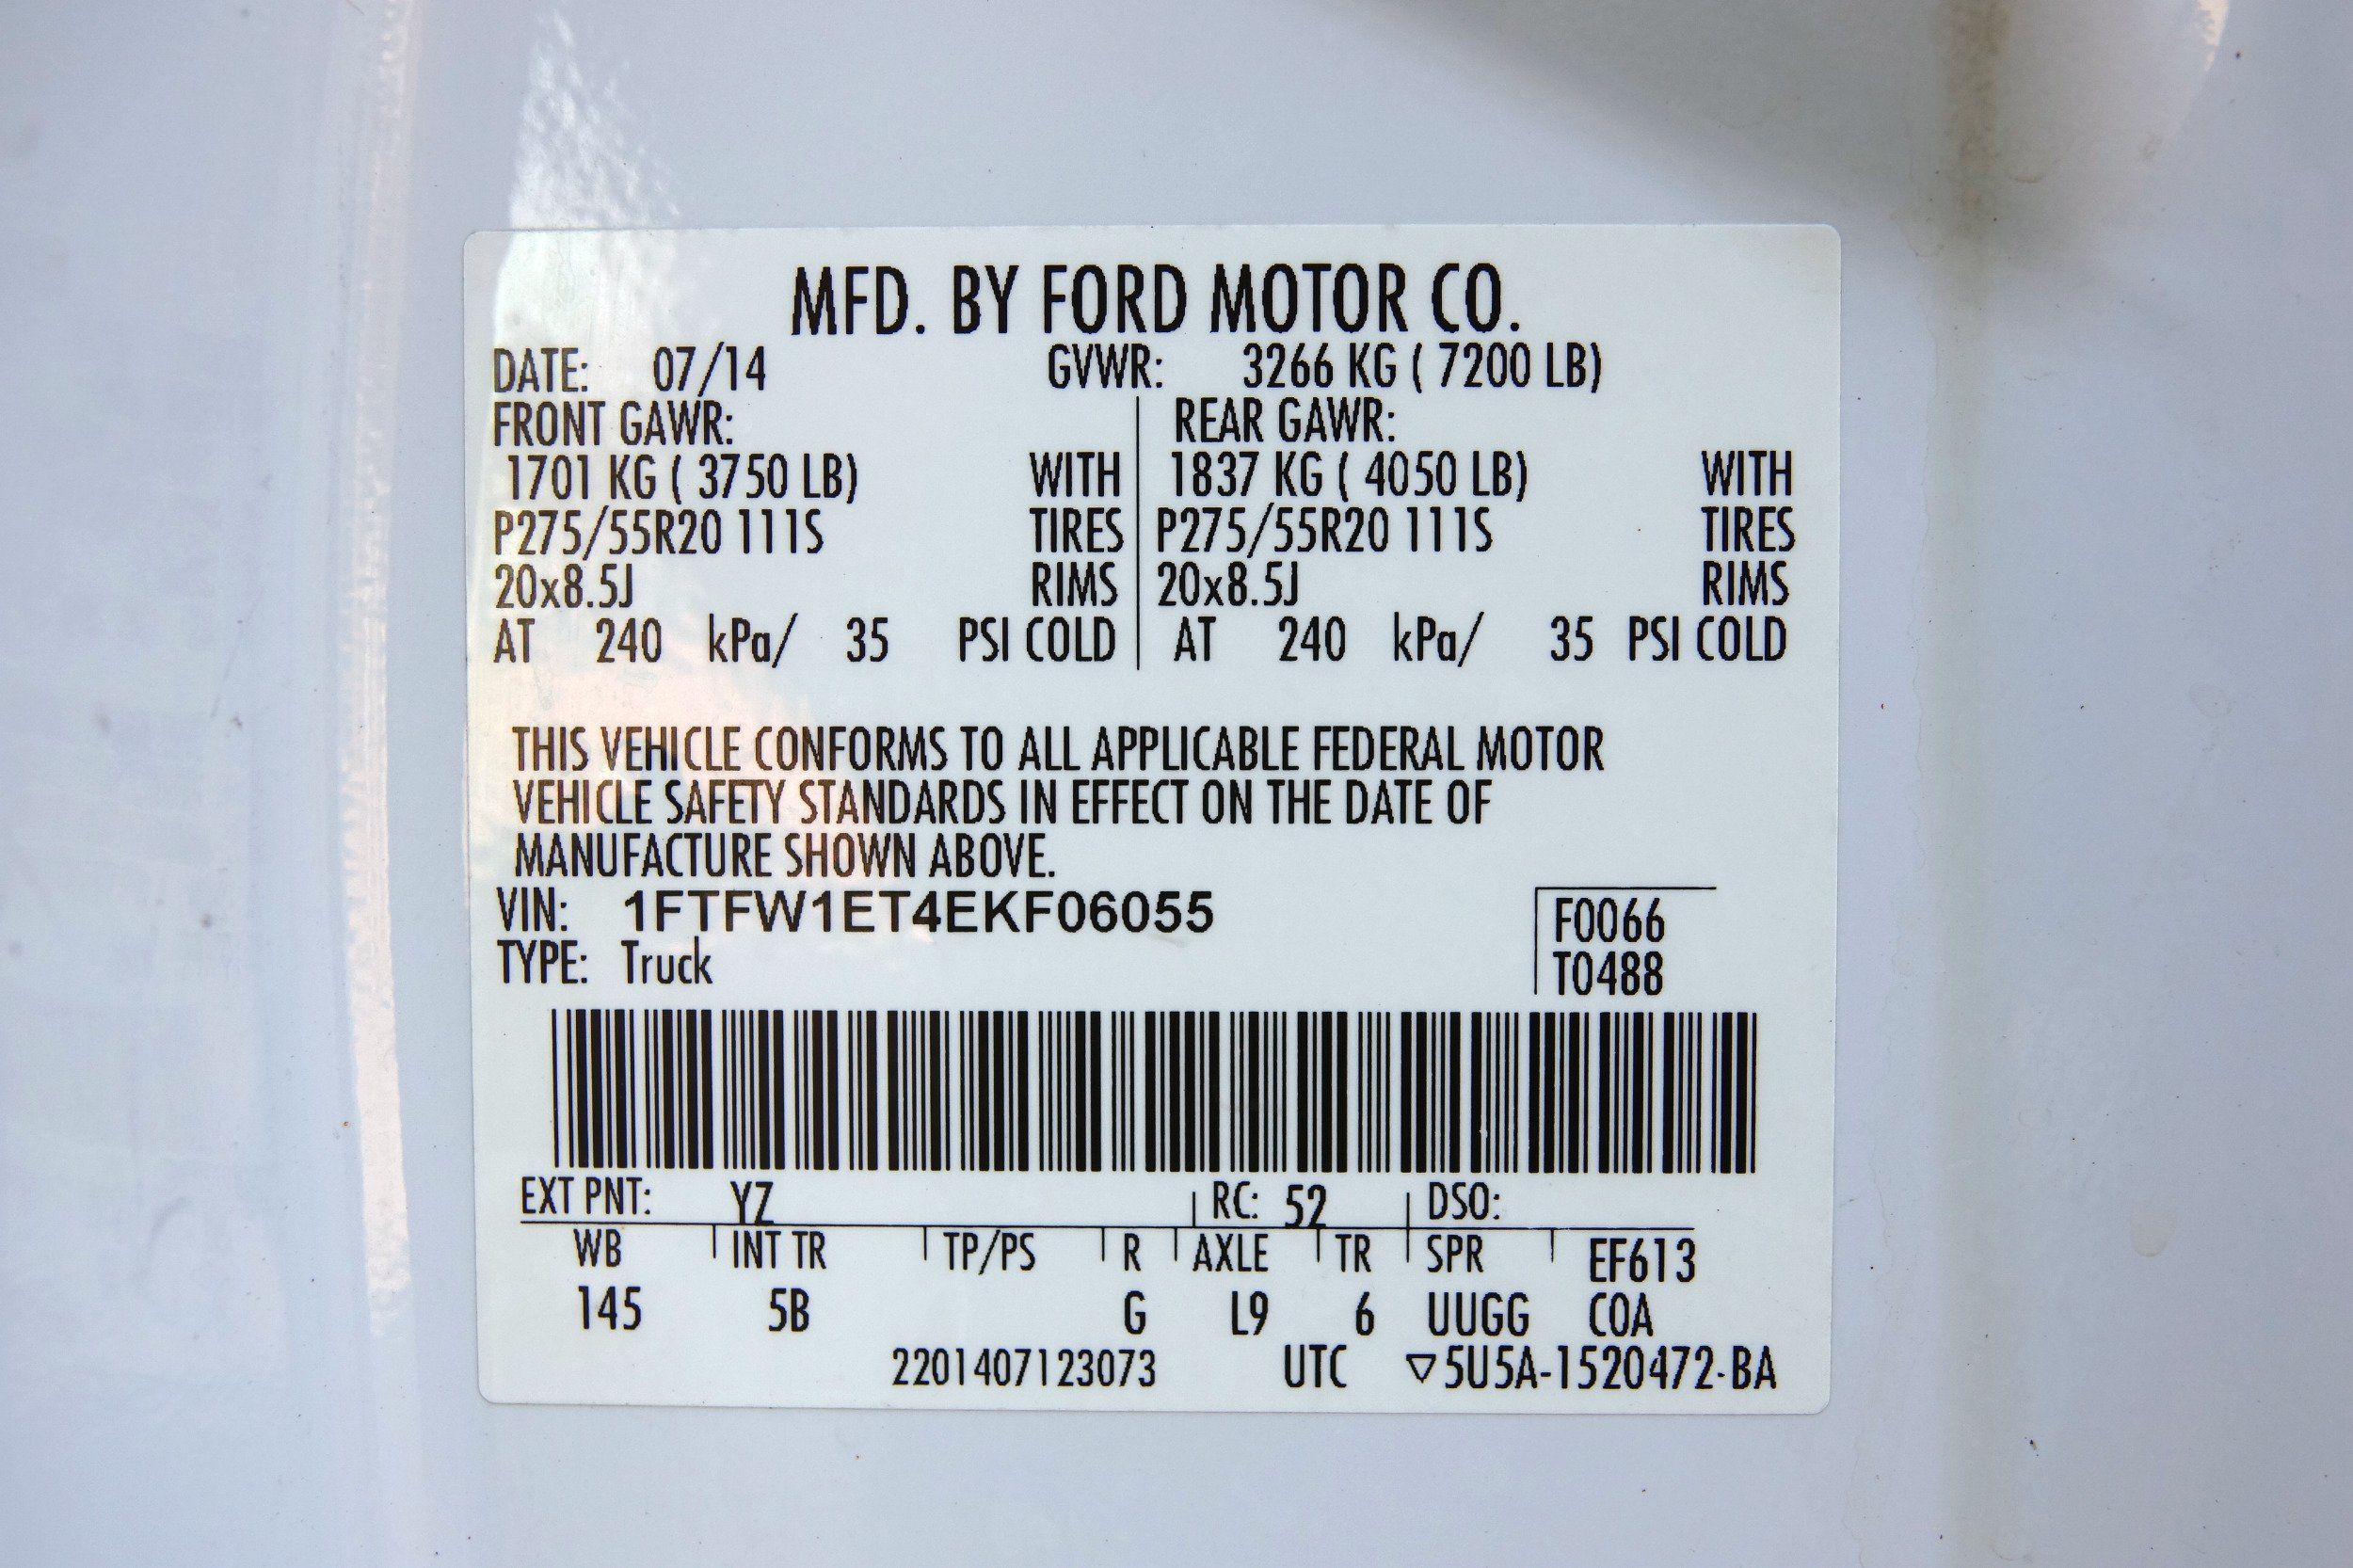 MFD. BY FORD MOTOR CO.
DATE: 07/14 GVWR: 3266 KG ( 7200 LB)
FRONT GAWR: REAR GAWR:
1701 KG ( 3750 LB) WITH 1837 KG ( 4050 LB) WITH
P275/55R20 111S TIRES P275/55R20 111S TIRES
20x8.5J RIMS 20x8.5J RIMS
AT 240 kPa/ 35 PSI COLD AT 240 kPa/ 35 PSI COLD
THIS VEHICLE CONFORMS TO ALL APPLICABLE FEDERAL MOTOR
VEHICLE SAFETY STANDARDS IN EFFECT ON THE DATE OF
MANUFACTURE SHOWN ABOVE.
VIN: 1FTFW1ET4EKF06055 F0066
TYPE: Truck T0488
EXT PNT: YZ RC: 52 DSO:
WB INT TR TP/PS R AXLE TR SPR EF613
145 5B G L9 6 UUGG COA
2201407123073 UTC ▽5U5A-1520472-BA